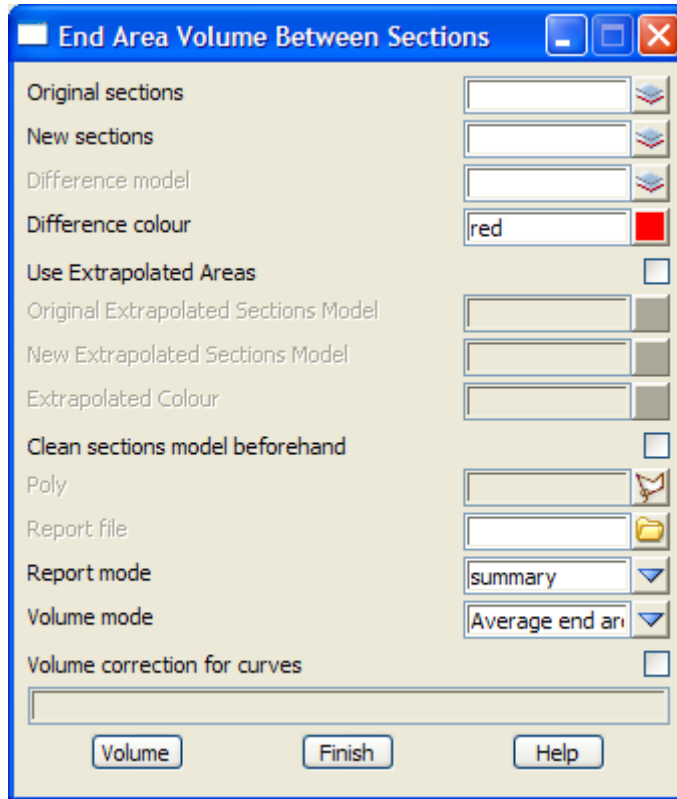 End Area Volume Between Sections
Original sections
New sections
Difference model
Difference colour red
Use Extrapolated Areas
Original Extrapolated Sections Model
New Extrapolated Sections Model
Extrapolated Colour
Clean sections model beforehand
Poly
Report file
Report mode summary
Volume mode Average end
Volume correction for curves
Volume Finish Help